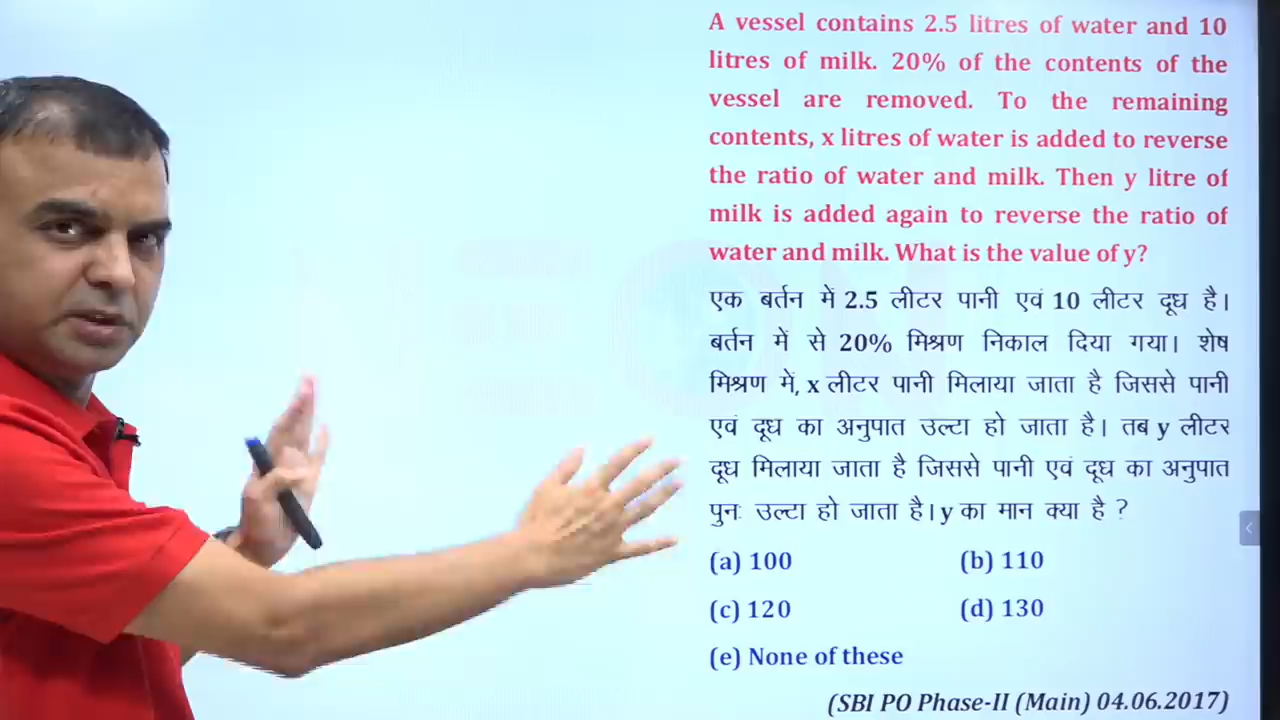 A vessel contains 2.5 litres of water and 10
litres of milk. 20% of the contents of the
vessel are removed. To the remaining
contents, x litres of water is added to reverse
the ratio of water and milk. Then y litre of
milk is added again to reverse the ratio of
water and milk. What is the value of y?
एक बर्तन में 2.5 लीटर पानी एवं 10 लीटर दूध है।
बर्तन में से 20% मिश्रण निकाल दिया गया। शेष
मिश्रण में, x लीटर पानी मिलाया जाता है जिससे पानी
एवं दूध का अनुपात उल्टा हो जाता है। तब y लीटर
दूध मिलाया जाता है जिससे पानी एवं दूध का अनुपात
पुनः उल्टा हो जाता है। y का मान क्या है ?
(a) 100 (b) 110
(c) 120 (d) 130
(e) None of these
(SBI PO Phase-II (Main) 04.06.2017)